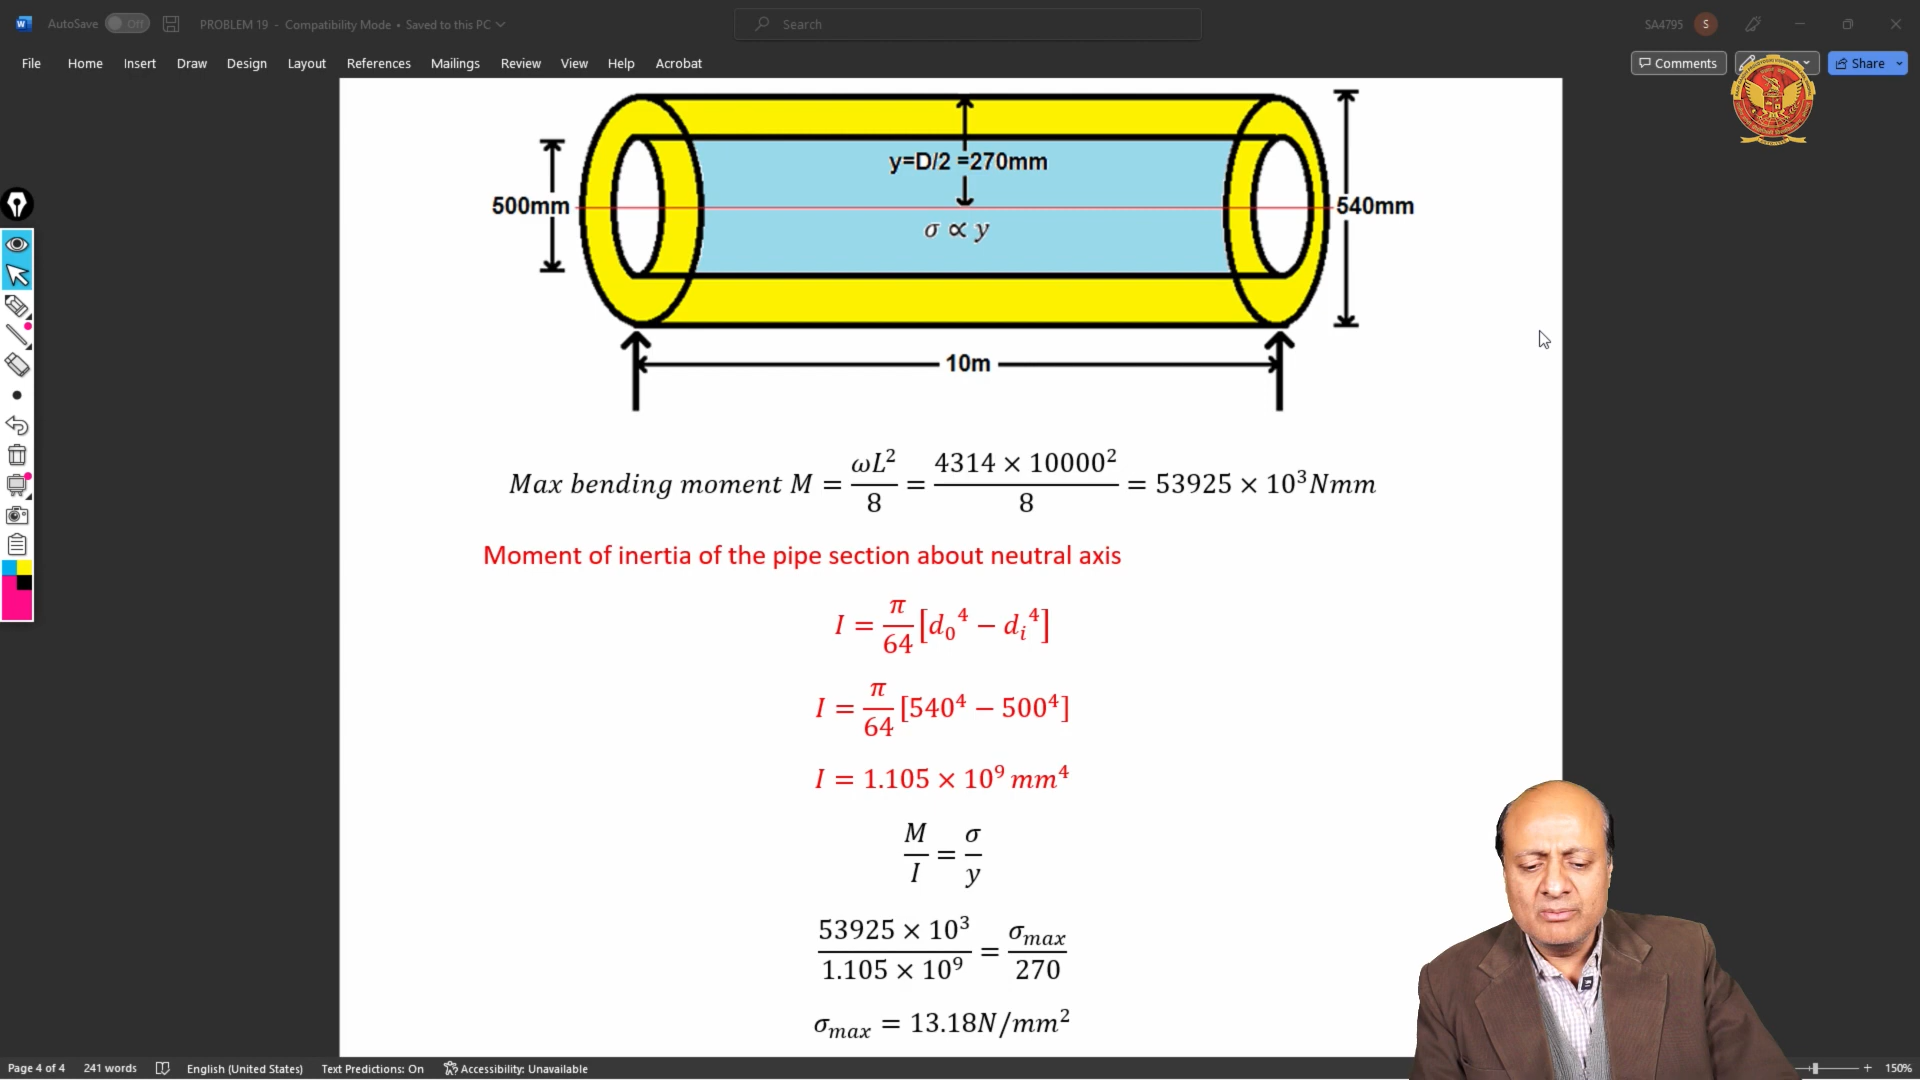 AutoSave Off PROBLEM 19 - Compatibility Mode • Saved to this PC Search SA4795 S
File Home Insert Draw Design Layout References Mailings Review View Help Acrobat Comments Share
y=D/2 =270mm
500mm 540mm
σ ∝ y
10m
Max bending moment M = ωL²/8 = 4314 × 10000²/8 = 53925 × 10³Nmm
Moment of inertia of the pipe section about neutral axis
I = π/64 [d₀⁴ − dᵢ⁴]
I = π/64 [540⁴ − 500⁴]
I = 1.105 × 10⁹ mm⁴
M/I = σ/y
53925 × 10³/1.105 × 10⁹ = σₘₐₓ/270
σₘₐₓ = 13.18N/mm²
Page 4 of 4 241 words English (United States) Text Predictions: On Accessibility: Unavailable + 150%